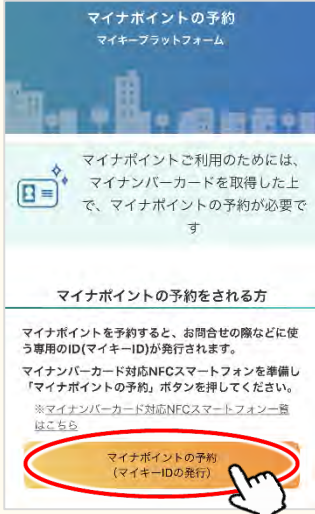 マイナポイントの予約
マイキープラットフォーム
マイナポイントご利用のためには、
マイナンバーカードを取得した上
で、マイナポイントの予約が必要で
す
マイナポイントの予約をされる方
マイナポイントを予約すると、お問合せの際などに使
う専用のID(マイキーID)が発行されます。
マイナンバーカード対応NFCスマートフォンを準備し
「マイナポイントの予約」ボタンを押してください。
※マイナンバーカード対応NFCスマートフォン一覧
はこちら
マイナポイントの予約
(マイキーIDの発行)